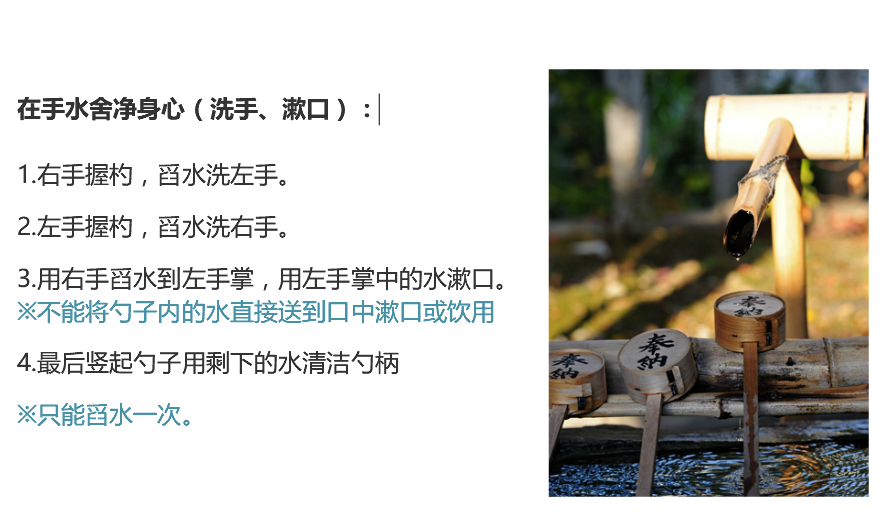 在手水舍净身心（洗手、漱口）：
1.右手握杓，舀水洗左手。
2.左手握杓，舀水洗右手。
3.用右手舀水到左手掌，用左手掌中的水漱口。
※不能将勺子内的水直接送到口中漱口或饮用
4.最后竖起勺子用剩下的水清洁勺柄
※只能舀水一次。
奉納
奉納
奉納